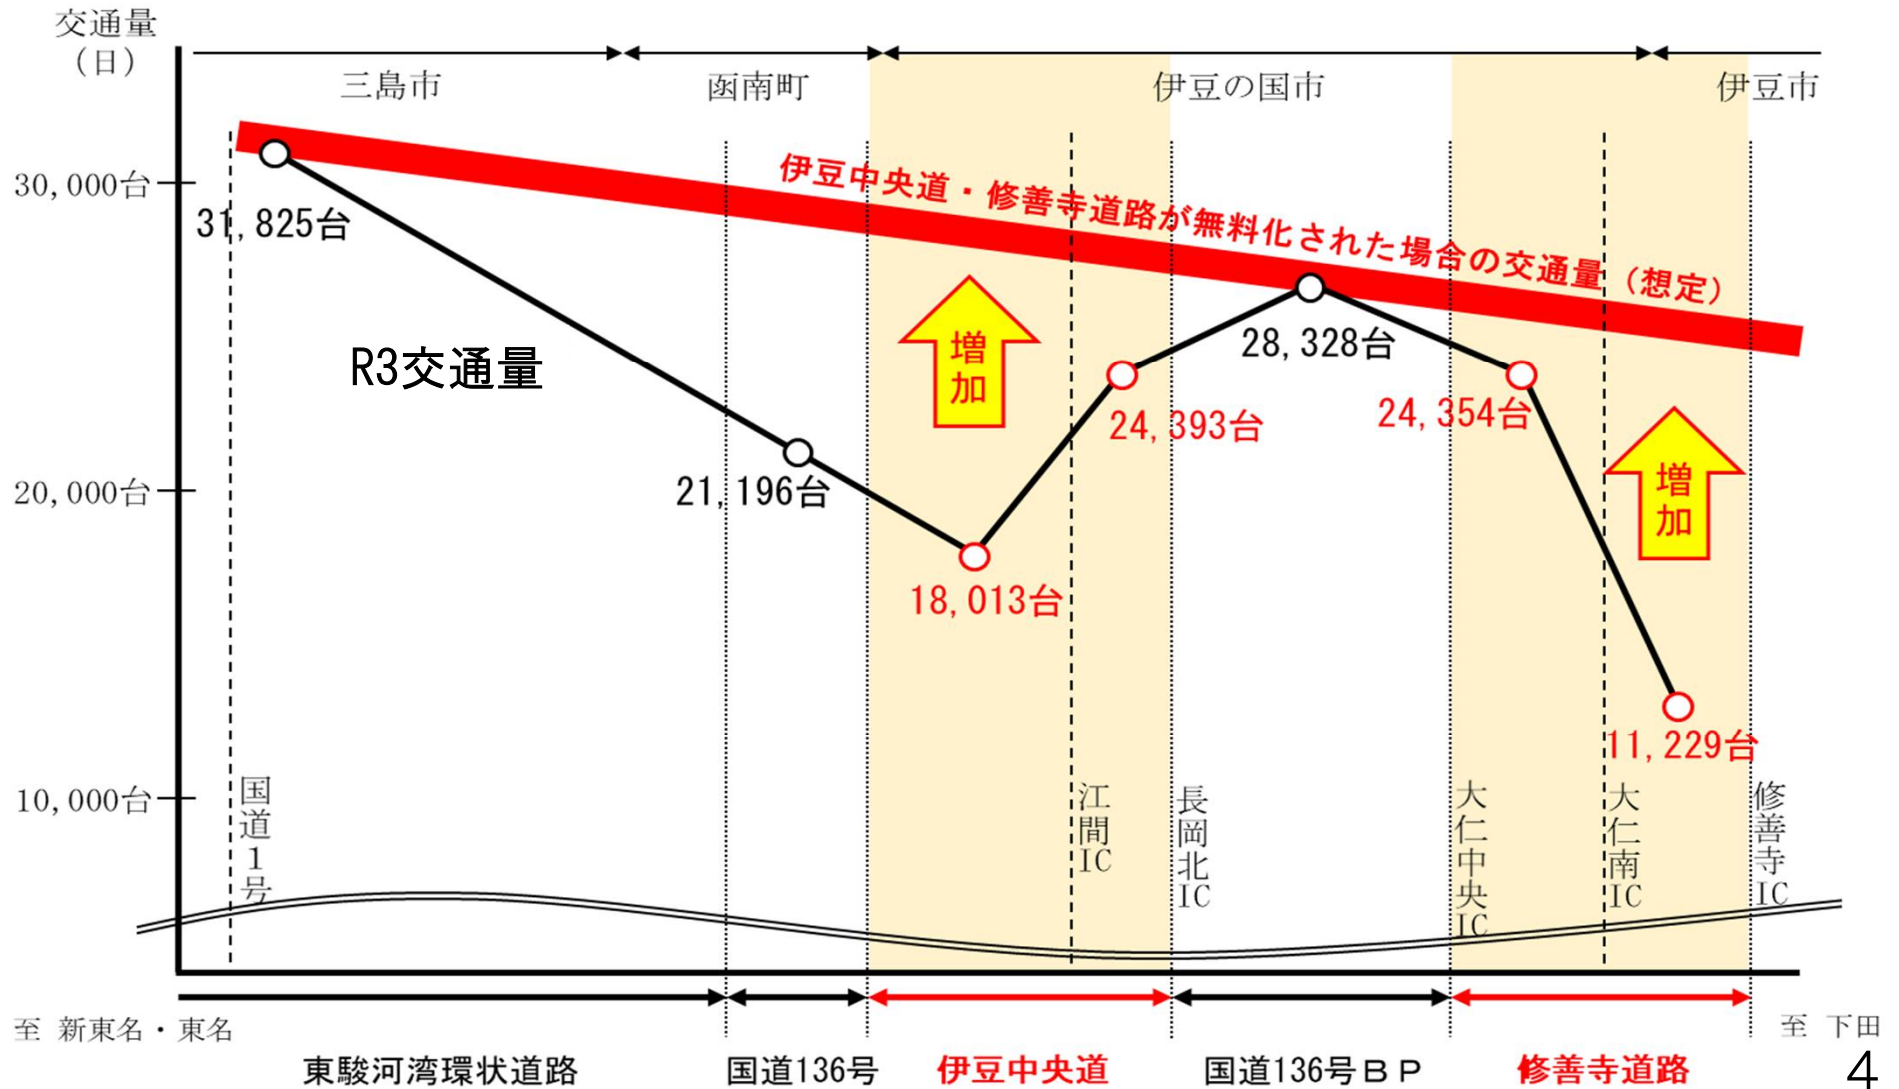 交通量
（日）
三島市
函南町
伊豆の国市
伊豆市
30,000台
20,000台
10,000台
伊豆中央道・修善寺道路が無料化された場合の交通量（想定）
31,825台
R3交通量
21,196台
増加
18,013台
24,393台
28,328台
24,354台
増加
11,229台
国道1号
江間IC
長岡北IC
大仁中央IC
大仁南IC
修善寺IC
至 新東名・東名
至 下田
東駿河湾環状道路
国道136号
伊豆中央道
国道136号ＢＰ
修善寺道路
4